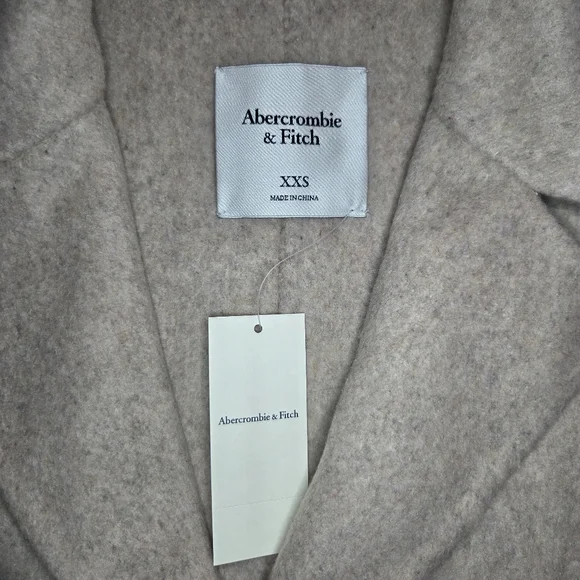 Abercrombie
& Fitch
XXS
MADE IN CHINA
Abercrombie & Fitch